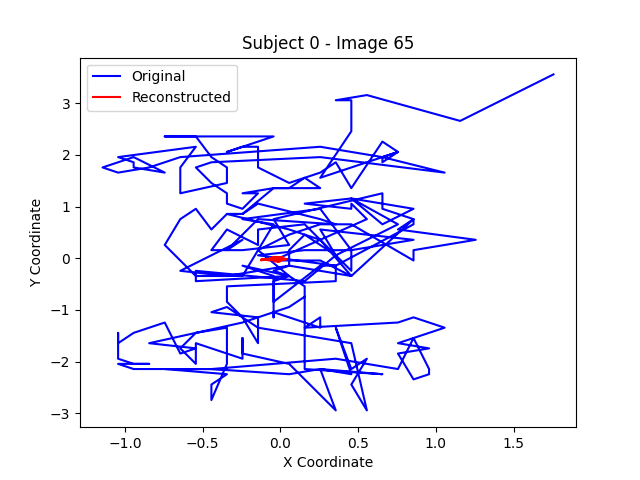 Subject 0 - Image 65
Original
Reconstructed
3
2
1
0
−1
−2
−3
−1.0 −0.5 0.0 0.5 1.0 1.5
X Coordinate
Y Coordinate